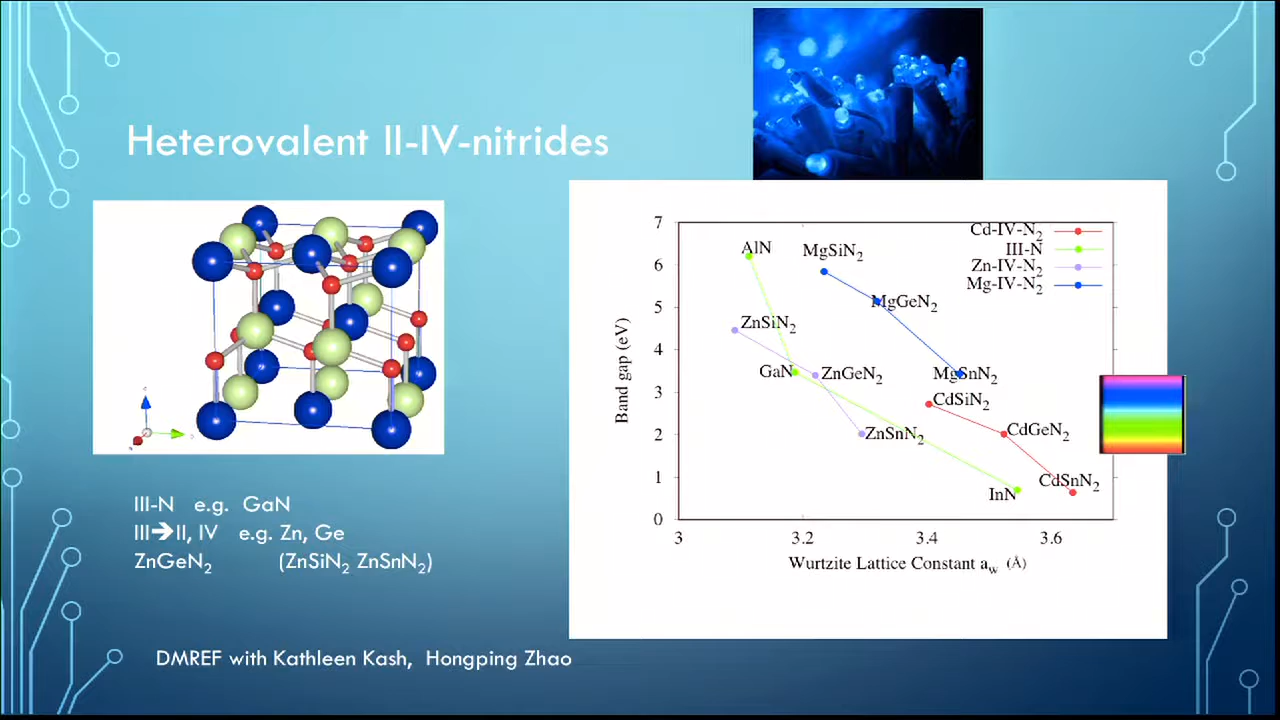 Heterovalent II-IV-nitrides
III-N e.g. GaN
III➔II, IV e.g. Zn, Ge
ZnGeN₂ (ZnSiN₂ ZnSnN₂)
DMREF with Kathleen Kash, Hongping Zhao
Cd-IV-N₂
III-N
Zn-IV-N₂
Mg-IV-N₂
AlN
MgSiN₂
MgGeN₂
ZnSiN₂
GaN
ZnGeN₂
MgSnN₂
CdSiN₂
ZnSnN₂
CdGeN₂
CdSnN₂
InN
Band gap (eV)
7
6
5
4
3
2
1
0
3 3.2 3.4 3.6
Wurtzite Lattice Constant a_w (Å)